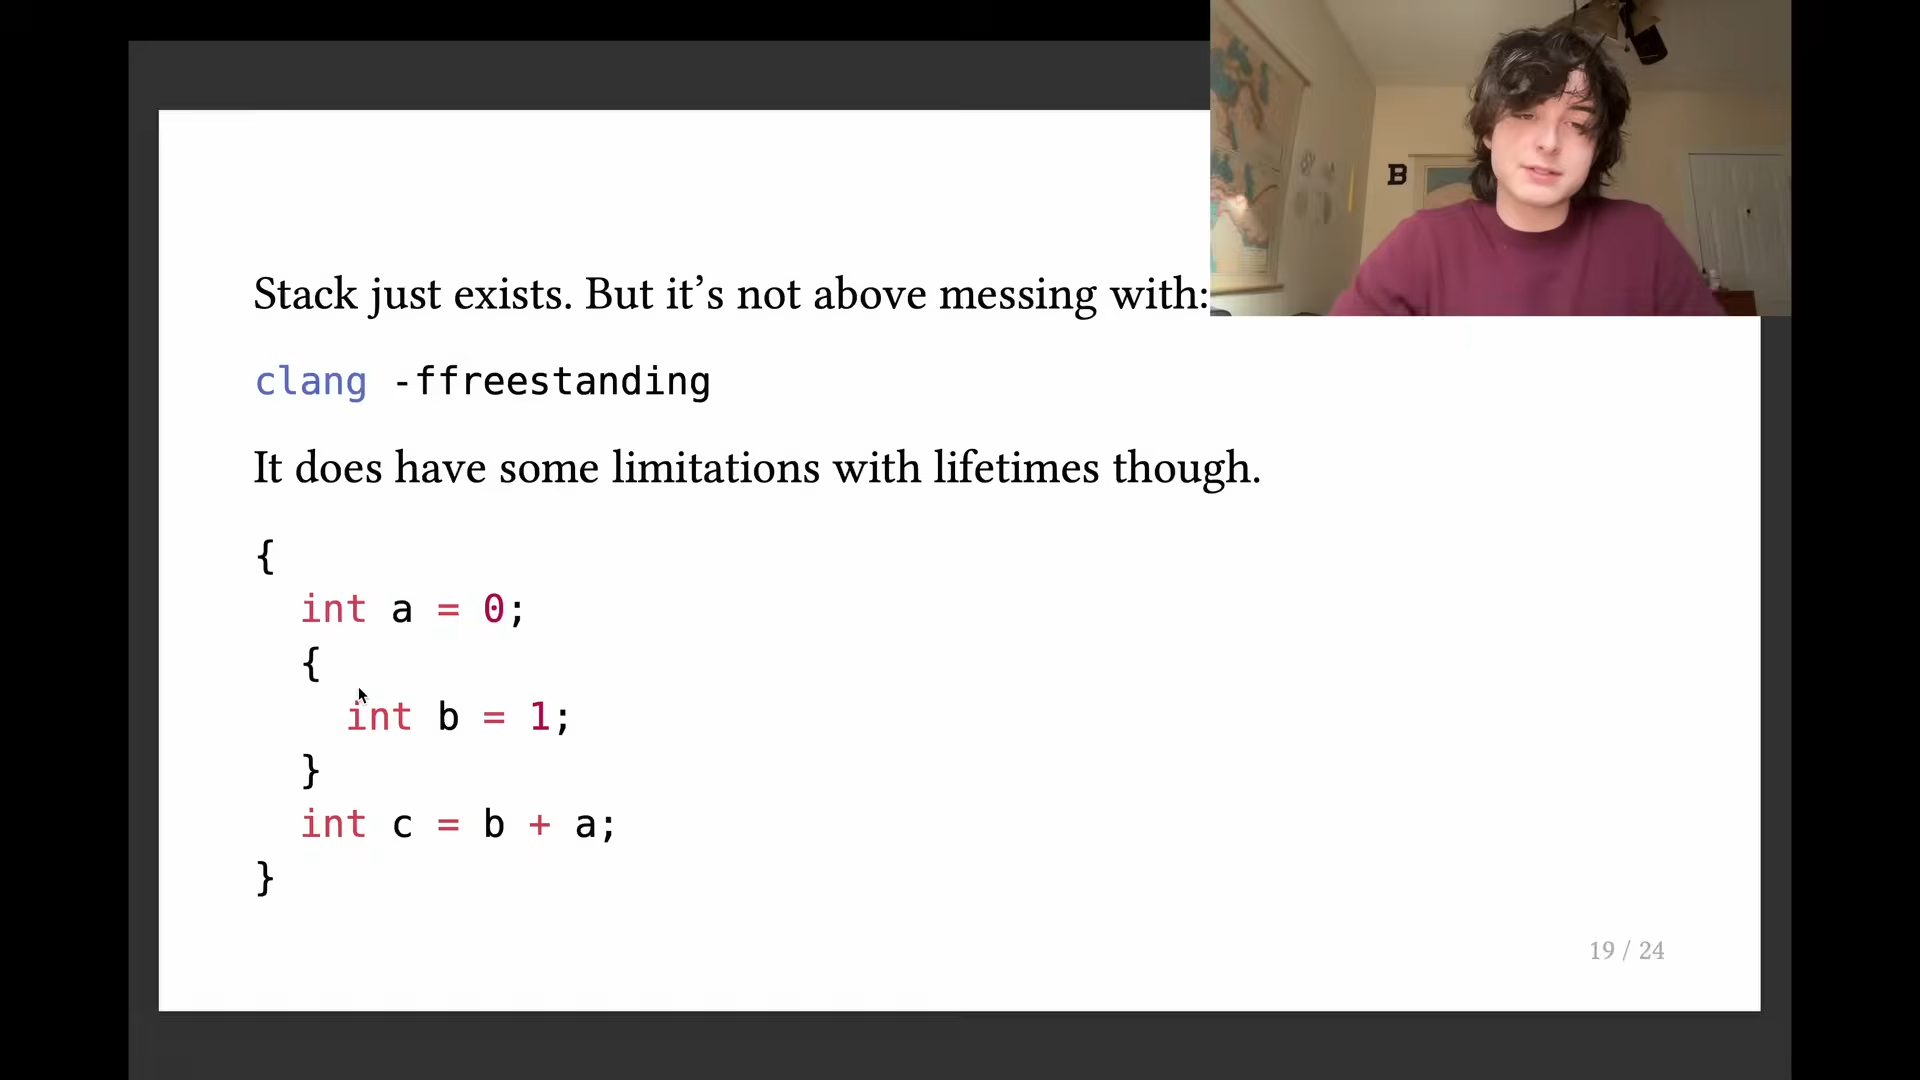 B
Stack just exists. But it’s not above messing with:
clang -ffreestanding
It does have some limitations with lifetimes though.
{
int a = 0;
{
int b = 1;
}
int c = b + a;
}
19 / 24